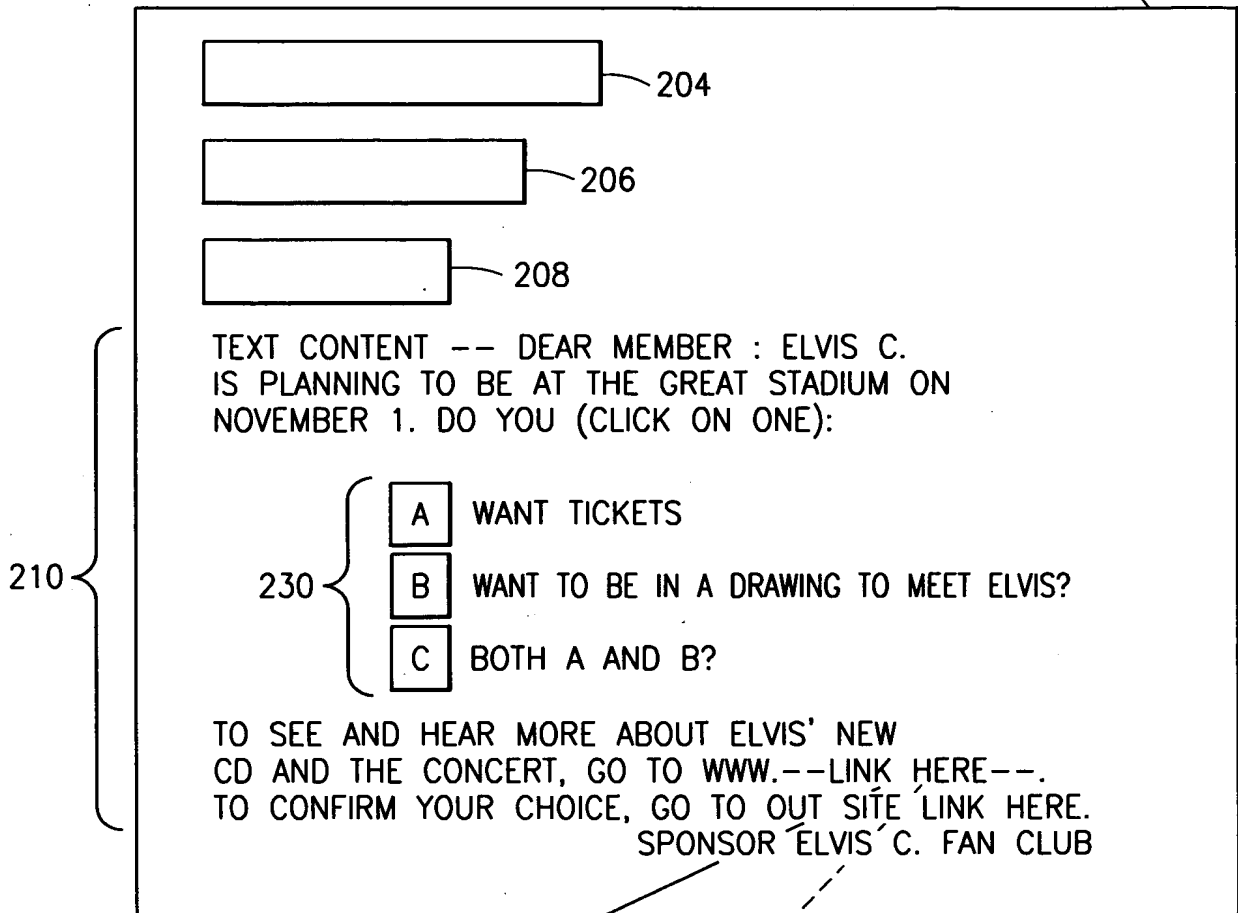 204
206
208
TEXT CONTENT -- DEAR MEMBER : ELVIS C.
IS PLANNING TO BE AT THE GREAT STADIUM ON
NOVEMBER 1. DO YOU (CLICK ON ONE):
A WANT TICKETS
210
230
B WANT TO BE IN A DRAWING TO MEET ELVIS?
C BOTH A AND B?
TO SEE AND HEAR MORE ABOUT ELVIS' NEW
CD AND THE CONCERT, GO TO WWW.--LINK HERE--.
TO CONFIRM YOUR CHOICE, GO TO OUT SITE LINK HERE.
SPONSOR ELVIS C. FAN CLUB